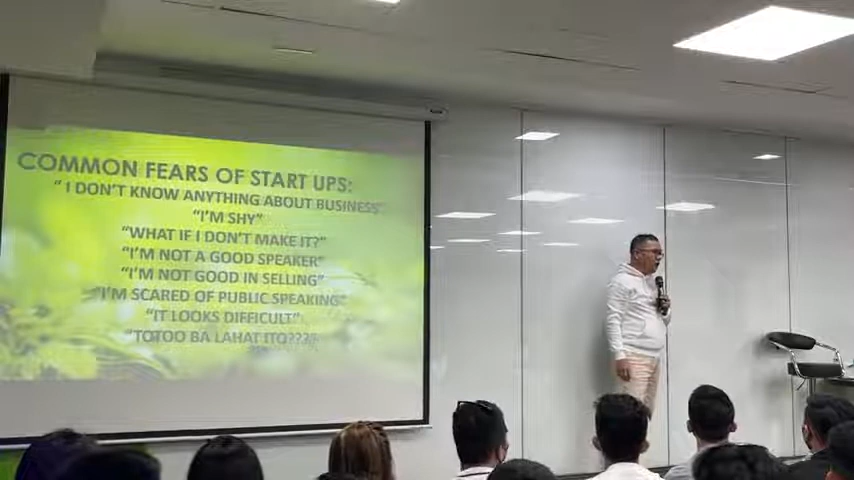 COMMON FEARS OF START UPS:
“I DON'T KNOW ANYTHING ABOUT BUSINESS”
“I'M SHY”
“WHAT IF I DON'T MAKE IT?”
“I'M NOT A GOOD SPEAKER”
“I'M NOT GOOD IN SELLING”
“I'M SCARED OF PUBLIC SPEAKING”
“IT LOOKS DIFFICULT”
“TOTOO BA LAHAT ITO????